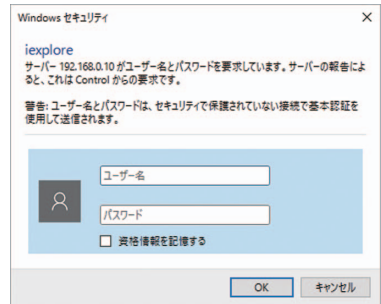 Windows セキュリティ
iexplore
サーバー 192.168.0.10 がユーザー名とパスワードを要求しています。サーバーの報告によ
ると、これは Control からの要求です。
警告: ユーザー名とパスワードは、セキュリティで保護されていない接続で基本認証を
使用して送信されます。
ユーザー名
パスワード
資格情報を記憶する
OK キャンセル